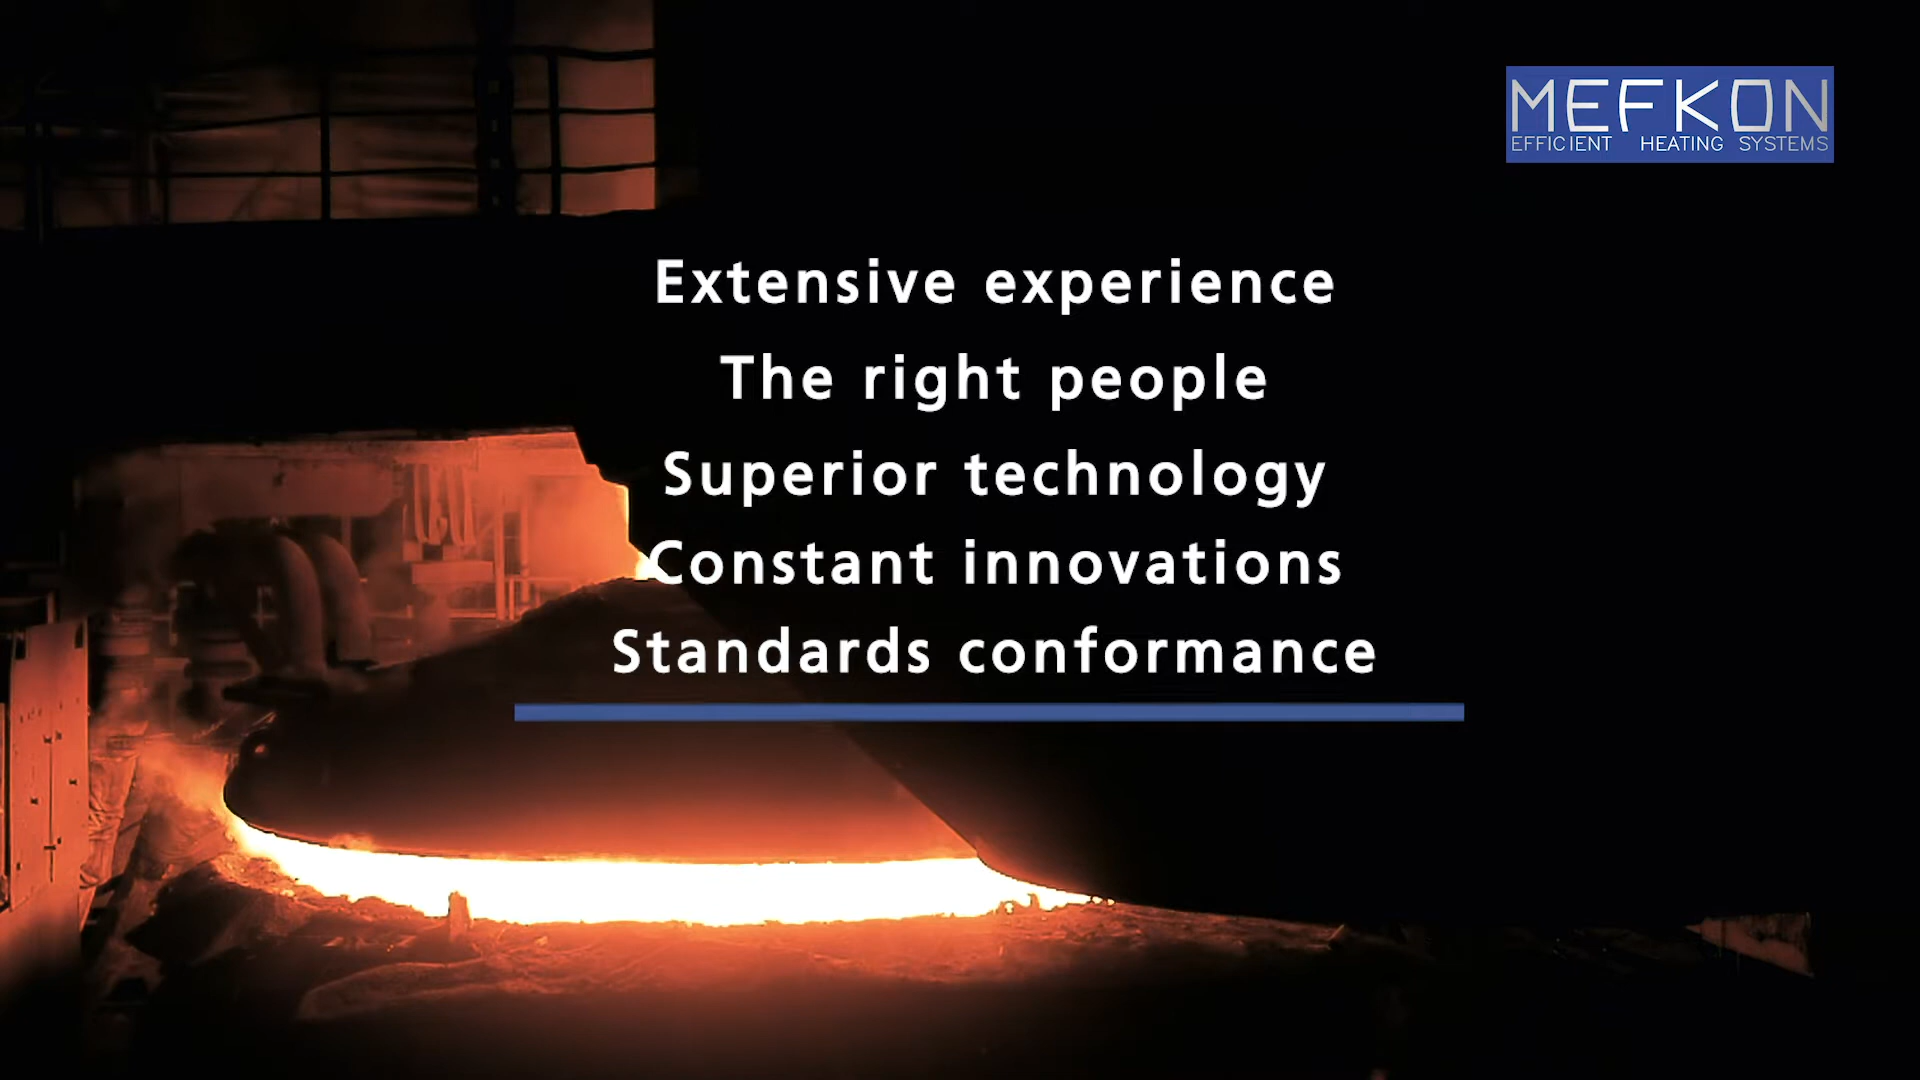 MEFKON
EFFICIENT HEATING SYSTEMS
Extensive experience
The right people
Superior technology
Constant innovations
Standards conformance